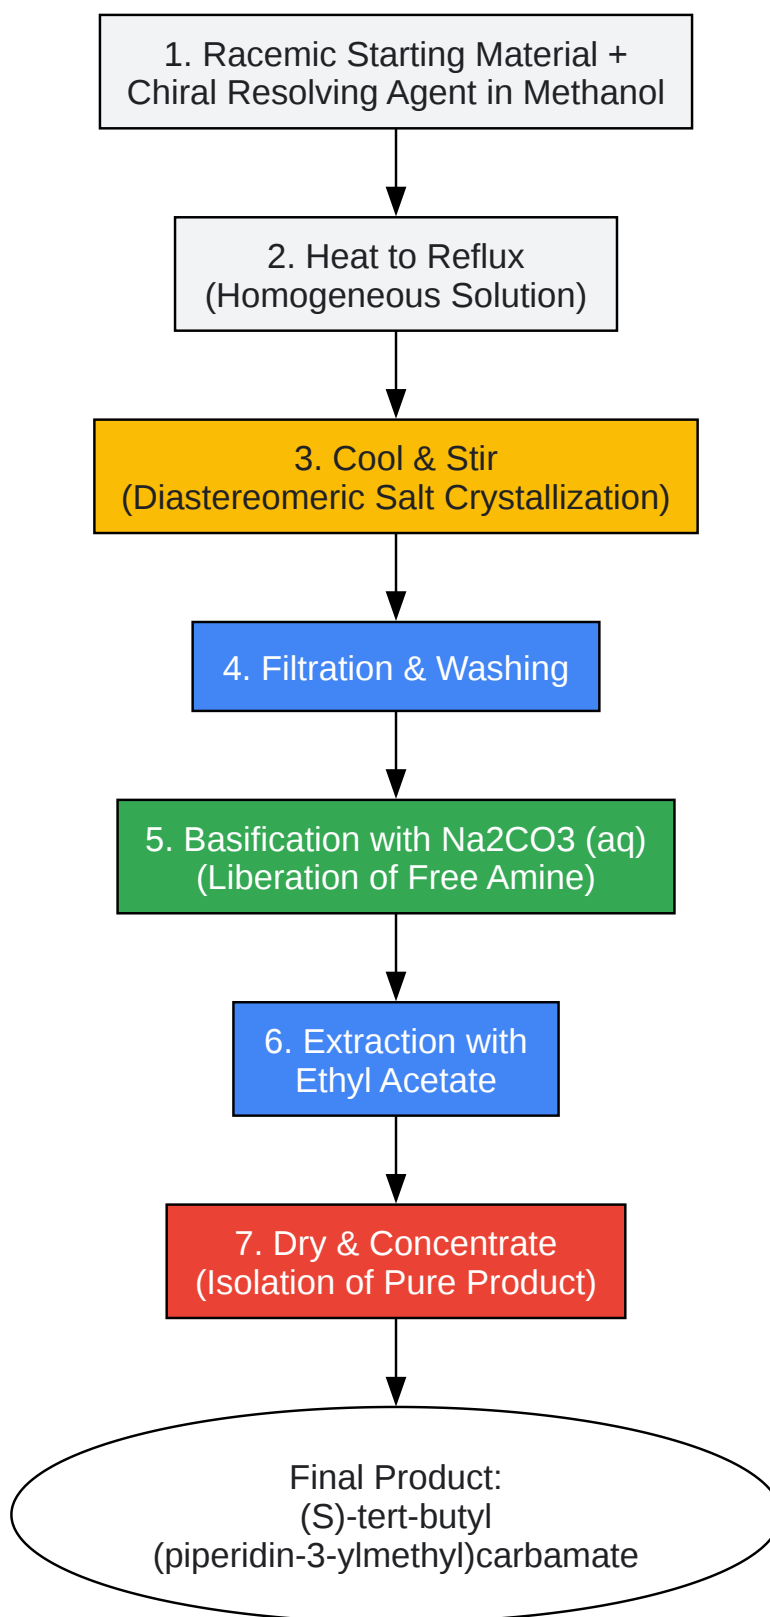 1. Racemic Starting Material +
Chiral Resolving Agent in Methanol
2. Heat to Reflux
(Homogeneous Solution)
3. Cool & Stir
(Diastereomeric Salt Crystallization)
4. Filtration & Washing
5. Basification with Na2CO3 (aq)
(Liberation of Free Amine)
6. Extraction with
Ethyl Acetate
7. Dry & Concentrate
(Isolation of Pure Product)
Final Product:
(S)-tert-butyl
(piperidin-3-ylmethyl)carbamate